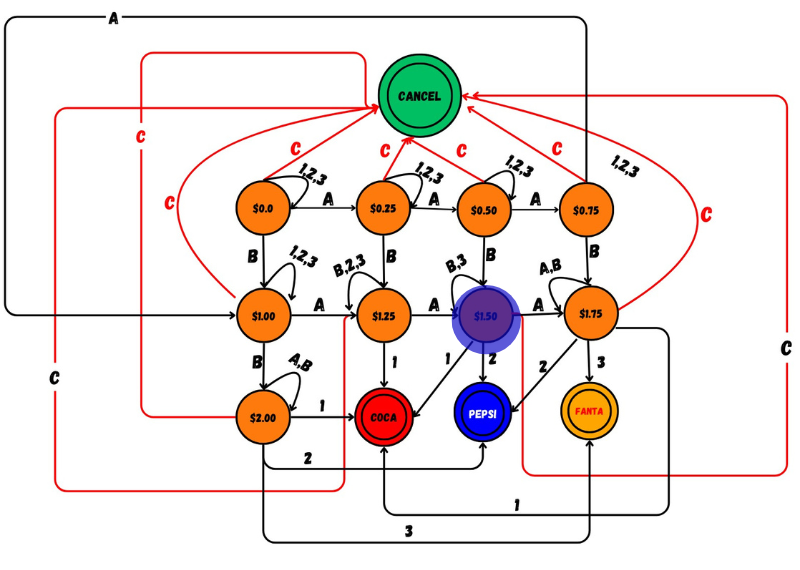 A
CANCEL
C
C
C
C
C
1,2,3
1,2,3
1,2,3
1,2,3
$0.0
A
$0.25
A
$0.50
A
$0.75
C
C
B
1,2,3
B,2,3
B
B,3
B
A,B
B
$1.00
A
$1.25
A
$1.50
A
$1.75
C
C
B
A,B
1
1
2
2
3
$2.00
1
COCA
PEPSI
FANTA
2
1
3